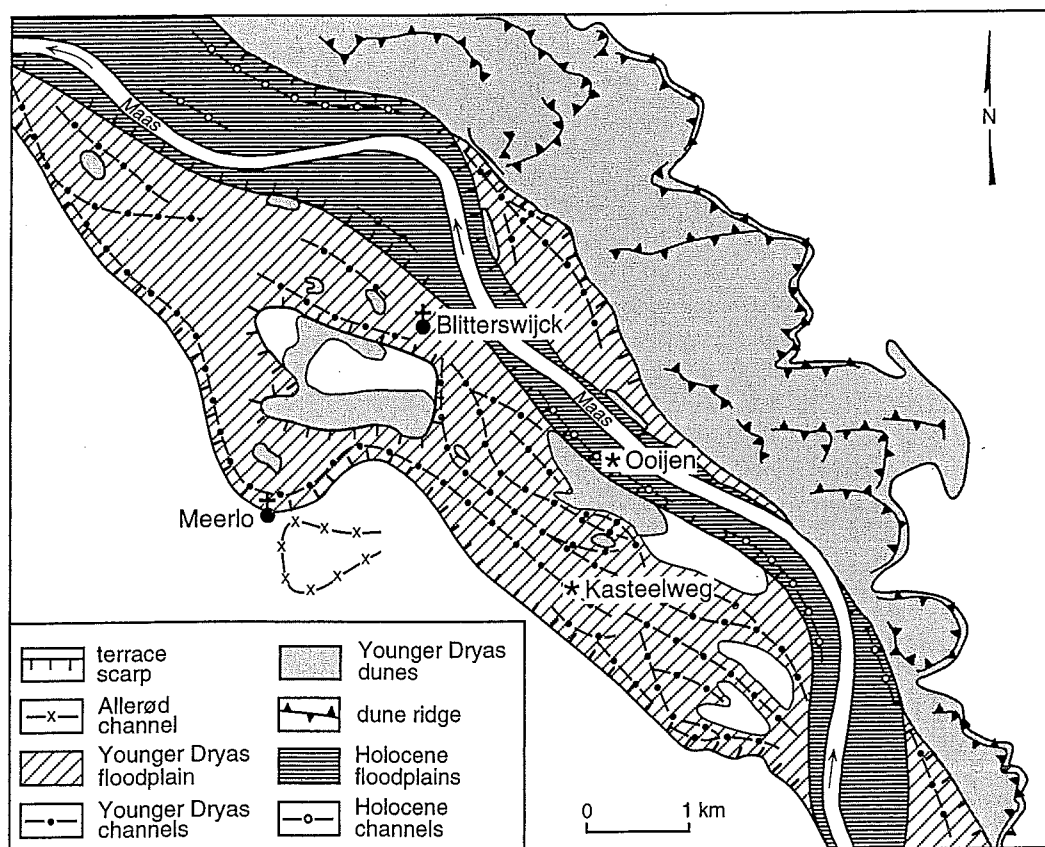 N
Maas
Blitterswijck
Maas
* Ooijen
Meerlo
* Kasteelweg
terrace
scarp
Allerød
channel
Younger Dryas
floodplain
Younger Dryas
channels
Younger Dryas
dunes
dune ridge
Holocene
floodplains
Holocene
channels
0 1 km